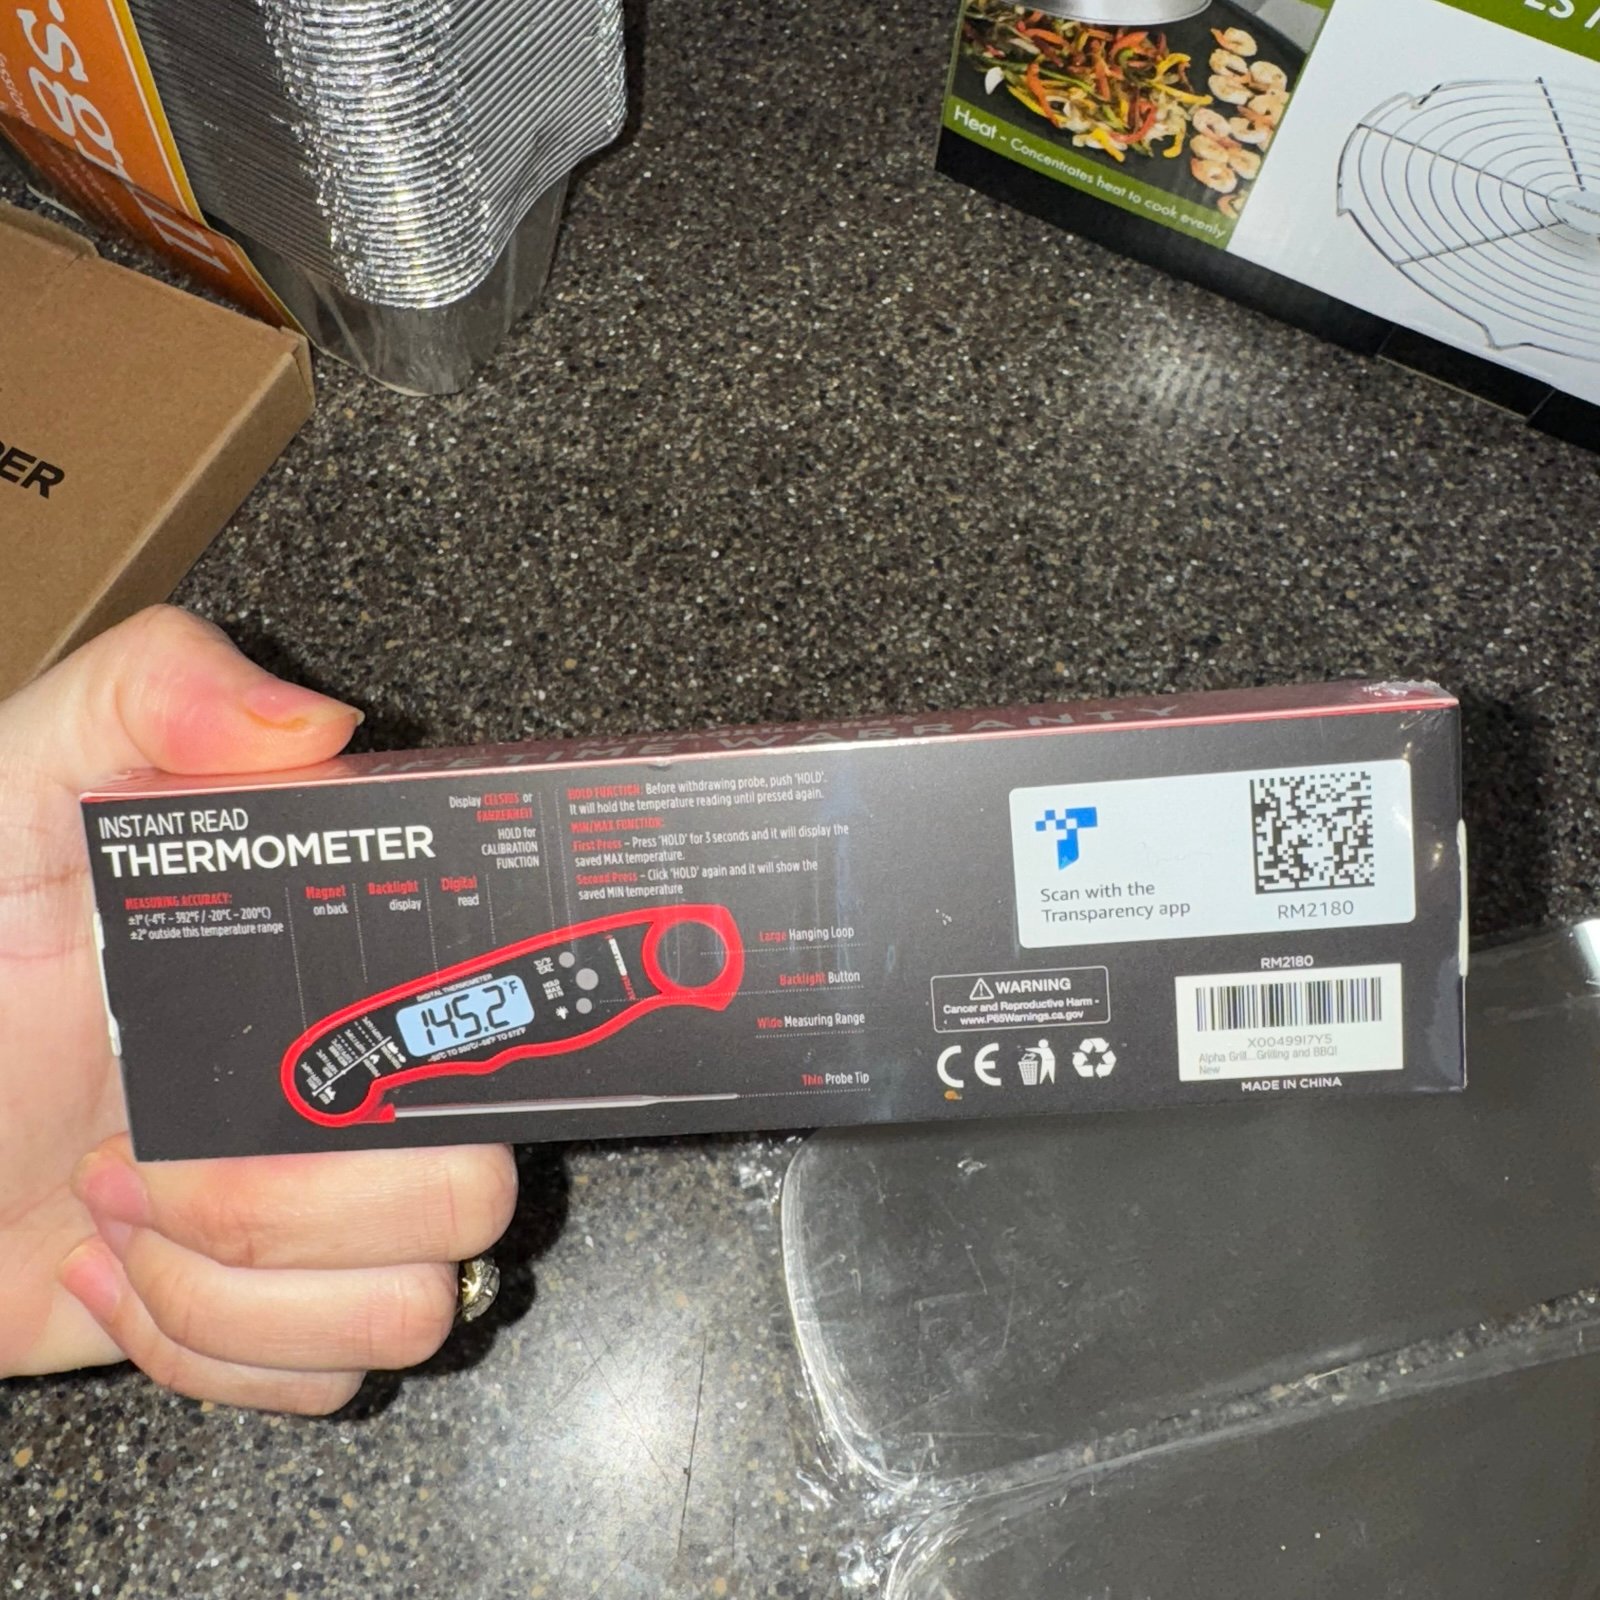 Heat - Concentrates heat to cook evenly
LIFETIME WARRANTY
INSTANT READ
THERMOMETER
MEASURING ACCURACY:
±1° (-4°F – 392°F / -20°C – 200°C)
±2° outside this temperature range
Magnet
on back
Backlight
display
Digital
read
Display CELSIUS or
FAHRENHEIT
HOLD for
CALIBRATION
FUNCTION
HOLD FUNCTION: Before withdrawing probe, push 'HOLD'.
It will hold the temperature reading until pressed again.
MIN/MAX FUNCTION:
First Press – Press 'HOLD' for 3 seconds and it will display the
saved MAX temperature.
Second Press – Click 'HOLD' again and it will show the
saved MIN temperature
DIGITAL THERMOMETER
145.2°F
Large Hanging Loop
Backlight Button
Wide Measuring Range
Thin Probe Tip
Scan with the
Transparency app
RM2180
WARNING
Cancer and Reproductive Harm -
www.P65Warnings.ca.gov
CE
RM2180
X0049917Y5
Alpha Grill...Grilling and BBQ!
New
MADE IN CHINA